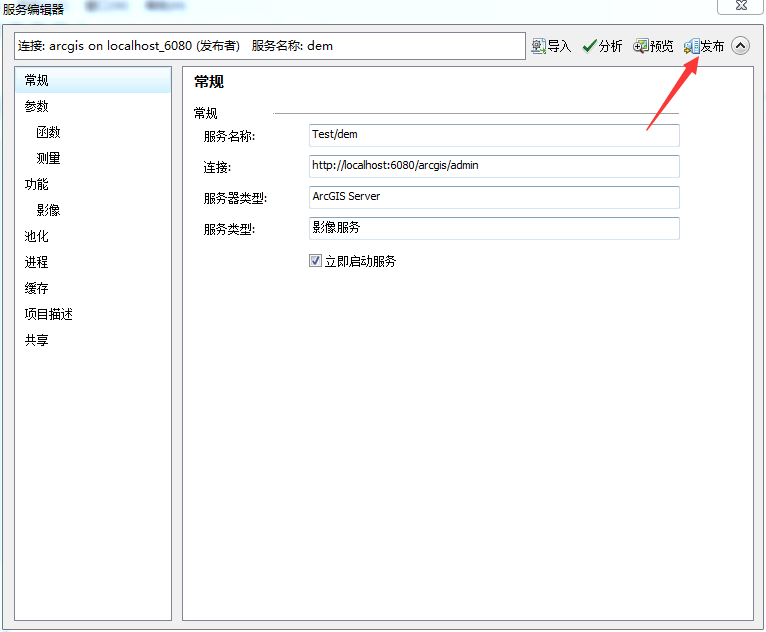 服务编辑器
连接: arcgis on localhost_6080 (发布者) 服务名称: dem
导入 分析 预览 发布
常规
参数
函数
测量
功能
影像
池化
进程
缓存
项目描述
共享
常规
常规
服务名称: Test/dem
连接: http://localhost:6080/arcgis/admin
服务器类型: ArcGIS Server
服务类型: 影像服务
立即启动服务